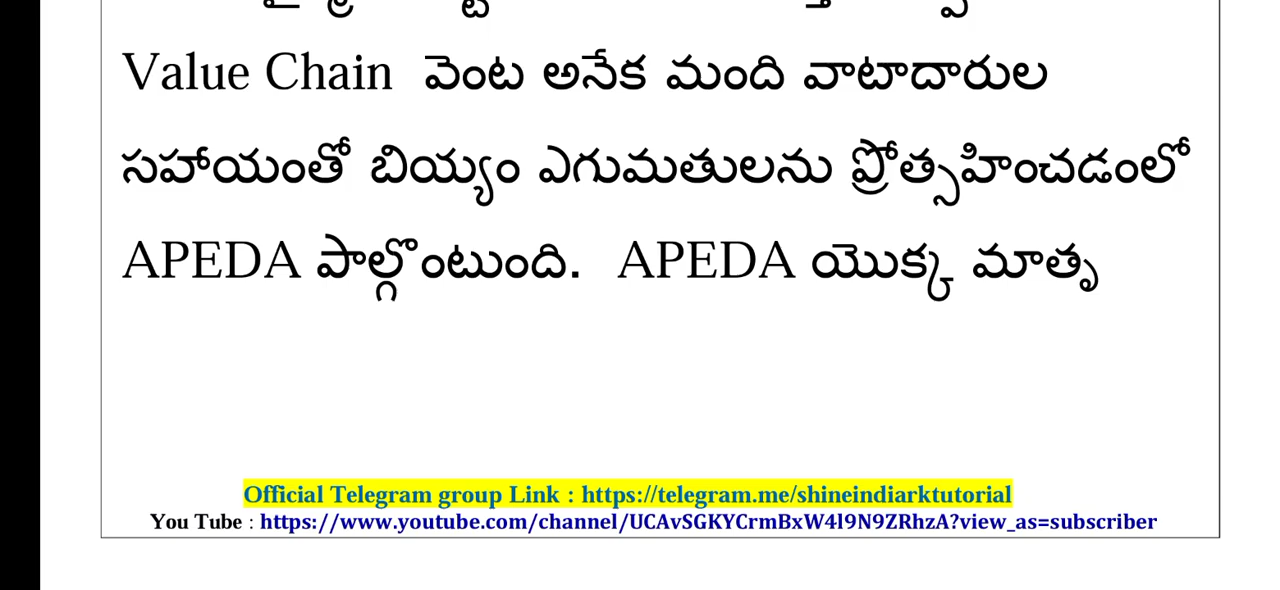 Value Chain వెంట అనేక మంది వాటాదారుల
సహాయంతో బియ్యం ఎగుమతులను ప్రోత్సహించడంలో
APEDA పాల్గొంటుంది. APEDA యొక్క మాతృ
Official Telegram group Link : https://telegram.me/shineindiarktutorial
You Tube : https://www.youtube.com/channel/UCAvSGKYCrmBxW4l9N9ZRhzA?view_as=subscriber